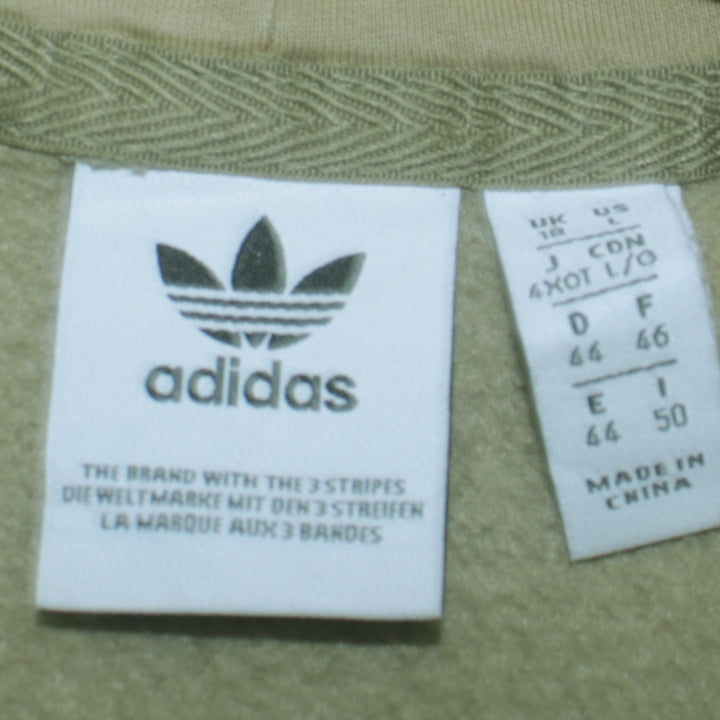 adidas
THE BRAND WITH THE 3 STRIPES
DIE WELTMARKE MIT DEN 3 STREIFEN
LA MARQUE AUX 3 BANDES
UK US
18 L
J CDN
4XOT L/G
D F
44 46
E I
44 50
MADE IN
CHINA